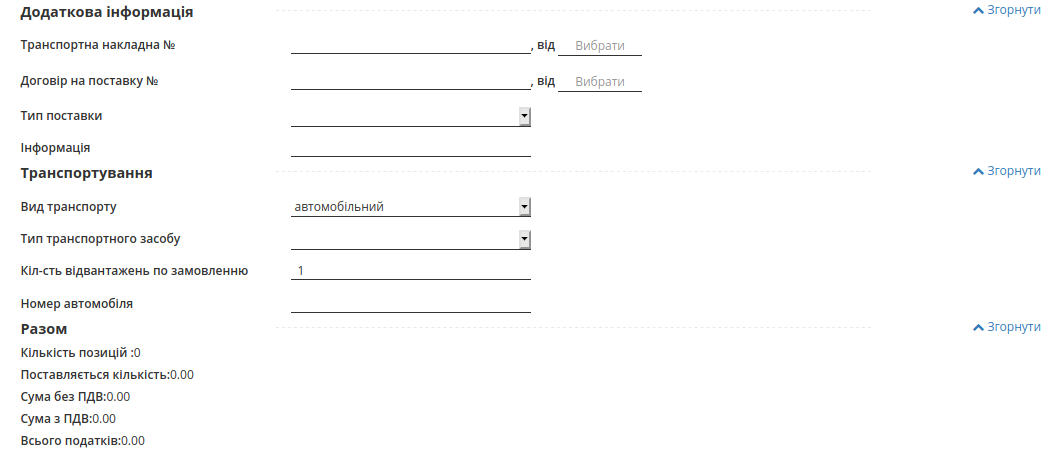 Додаткова інформація Згорнути
Транспортна накладна № , від Вибрати
Договір на поставку № , від Вибрати
Тип поставки
Інформація
Транспортування Згорнути
Вид транспорту автомобільний
Тип транспортного засобу
Кіл-сть відвантажень по замовленню 1
Номер автомобіля
Разом Згорнути
Кількість позицій :0
Поставляється кількість:0.00
Сума без ПДВ:0.00
Сума з ПДВ:0.00
Всього податків:0.00